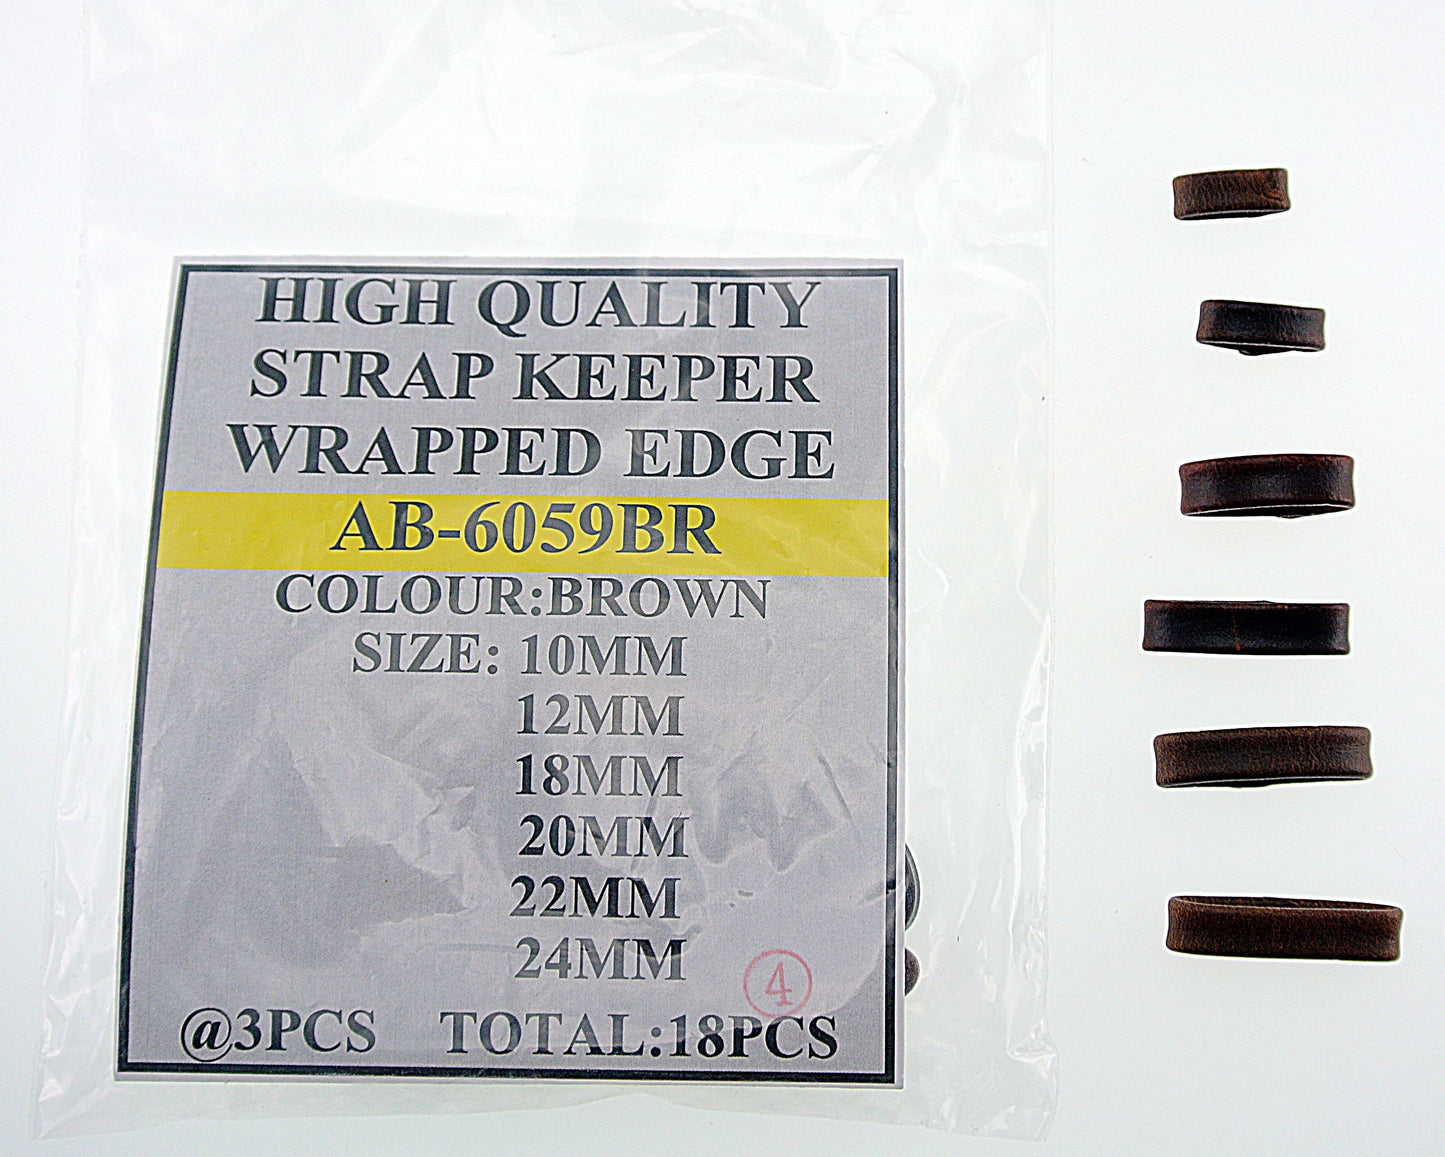 HIGH QUALITY
STRAP KEEPER
WRAPPED EDGE
AB-6059BR
COLOUR:BROWN
SIZE: 10MM
12MM
18MM
20MM
22MM
24MM
4
@3PCS TOTAL:18PCS